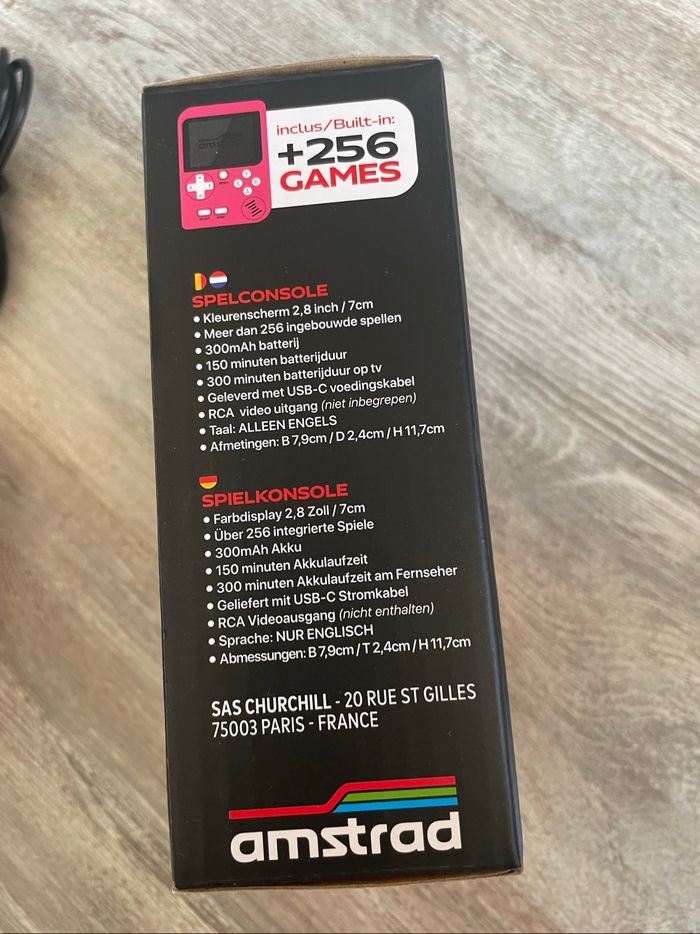 inclus/Built-in:
+256
GAMES
SPELCONSOLE
• Kleurenscherm 2,8 inch / 7cm
• Meer dan 256 ingebouwde spellen
• 300mAh batterij
• 150 minuten batterijduur
• 300 minuten batterijduur op tv
• Geleverd met USB-C voedingskabel
• RCA video uitgang (niet inbegrepen)
• Taal: ALLEEN ENGELS
• Afmetingen: B 7,9cm / D 2,4cm / H 11,7cm
SPIELKONSOLE
• Farbdisplay 2,8 Zoll / 7cm
• Über 256 integrierte Spiele
• 300mAh Akku
• 150 minuten Akkulaufzeit
• 300 minuten Akkulaufzeit am Fernseher
• Geliefert mit USB-C Stromkabel
• RCA Videoausgang (nicht enthalten)
• Sprache: NUR ENGLISCH
• Abmessungen: B 7,9cm / T 2,4cm / H 11,7cm
SAS CHURCHILL - 20 RUE ST GILLES
75003 PARIS - FRANCE
amstrad